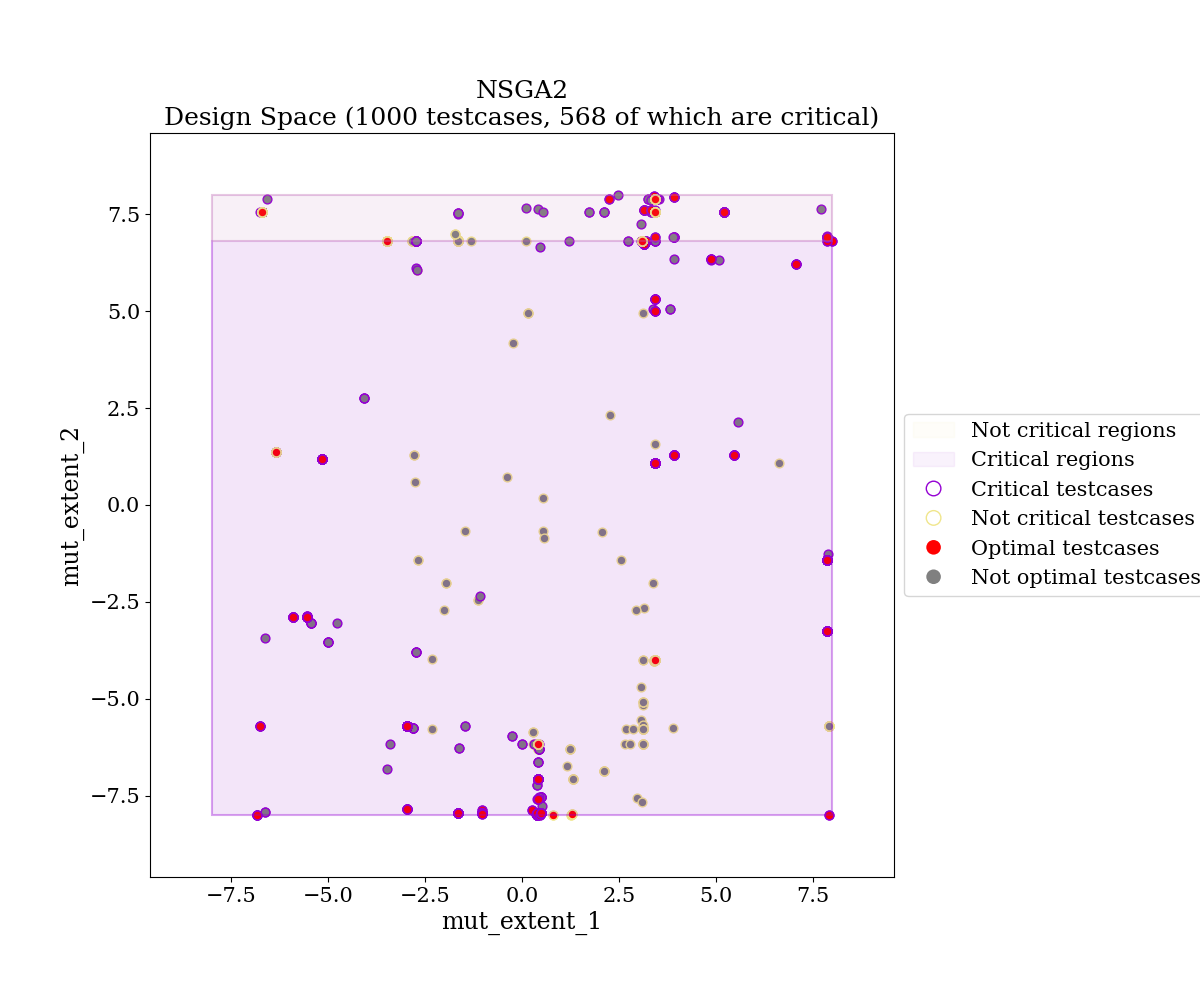 NSGA2
Design Space (1000 testcases, 568 of which are critical)
7.5
5.0
2.5
0.0
−2.5
−5.0
−7.5
mut_extent_2
−7.5
−5.0
−2.5
0.0
2.5
5.0
7.5
mut_extent_1
Not critical regions
Critical regions
Critical testcases
Not critical testcases
Optimal testcases
Not optimal testcases